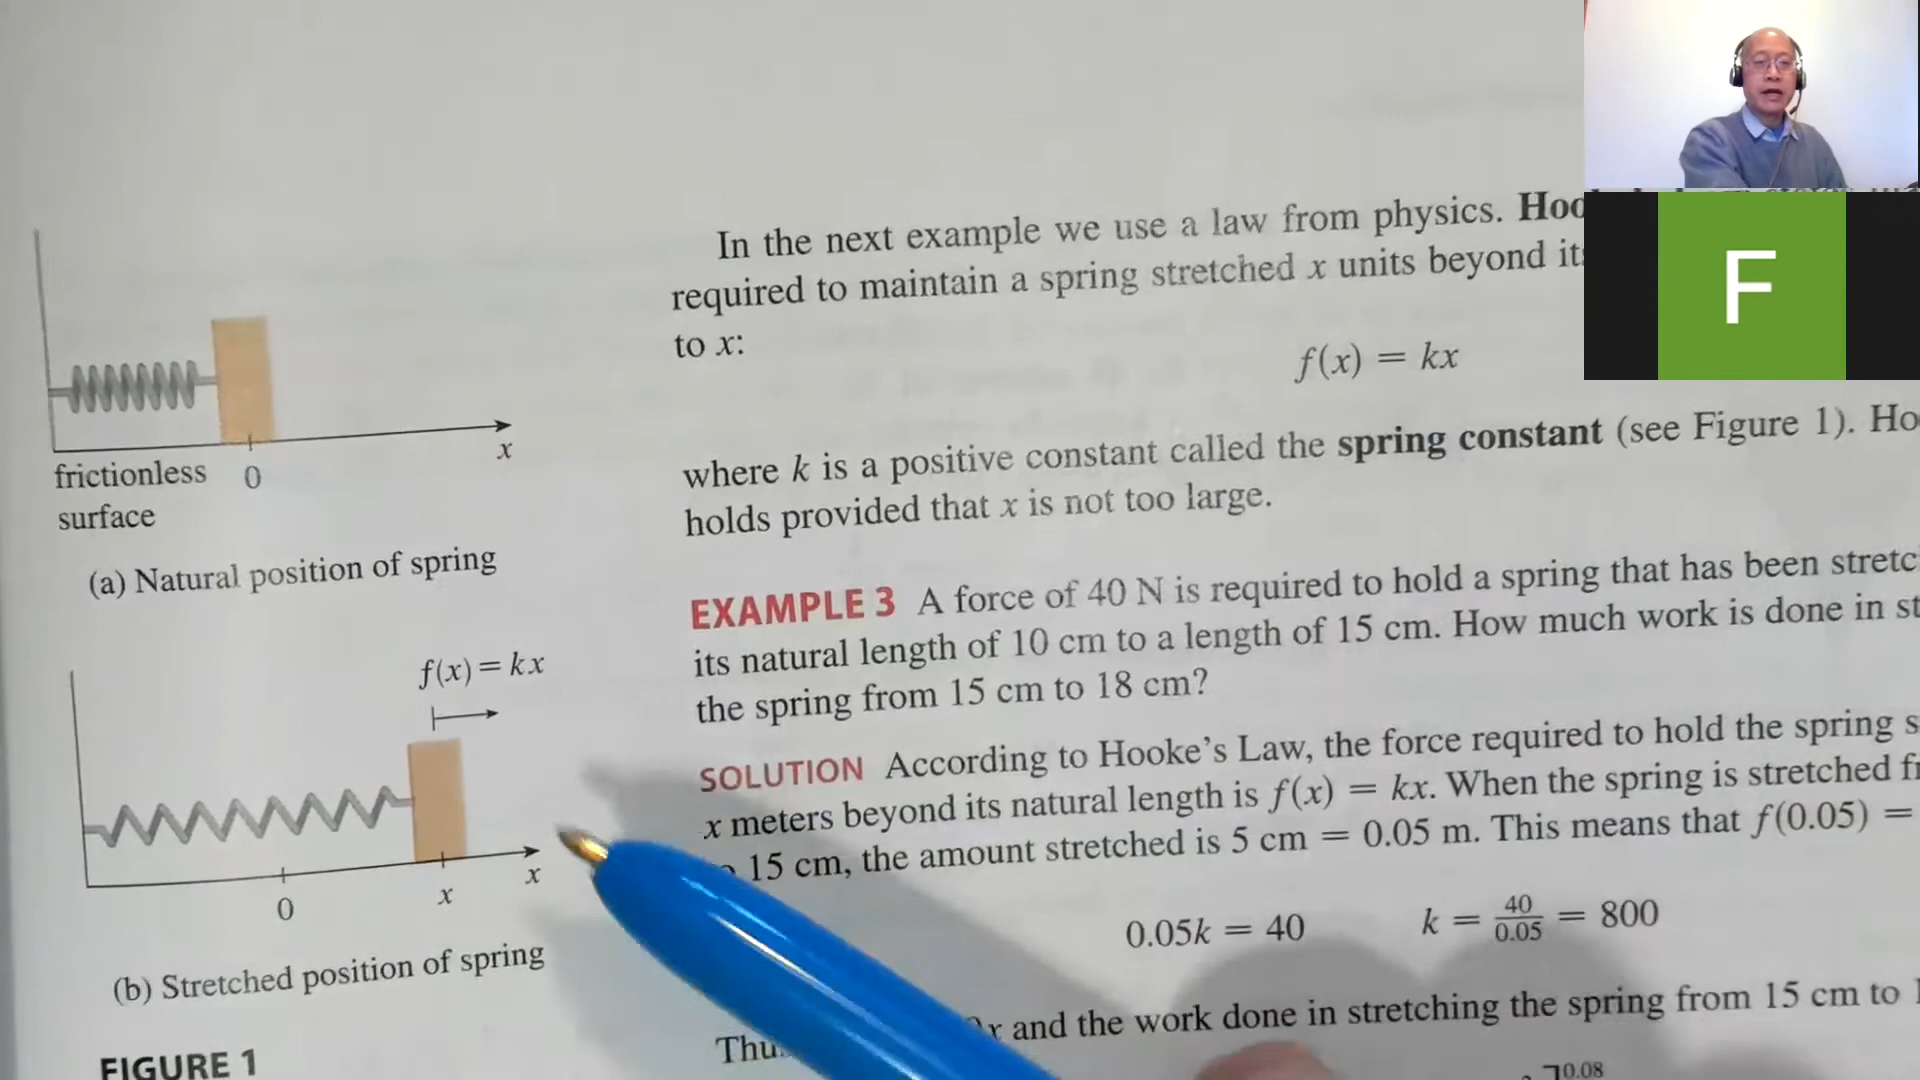 In the next example we use a law from physics.
required to maintain a spring stretched x units beyond
to x:
f(x) = kx
where k is a positive constant called the spring constant (see Figure 1).
holds provided that x is not too large.
EXAMPLE 3 A force of 40 N is required to hold a spring that has been
its natural length of 10 cm to a length of 15 cm. How much work is done in
the spring from 15 cm to 18 cm?
SOLUTION According to Hooke's Law, the force required to hold the spring
x meters beyond its natural length is f(x) = kx. When the spring is stretched
15 cm, the amount stretched is 5 cm = 0.05 m. This means that f(0.05) =
0.05k = 40 k = 40/0.05 = 800
x and the work done in stretching the spring from 15 cm to
0.08
x
frictionless 0
surface
(a) Natural position of spring
f(x) = kx
x
0 x
(b) Stretched position of spring
FIGURE 1
F